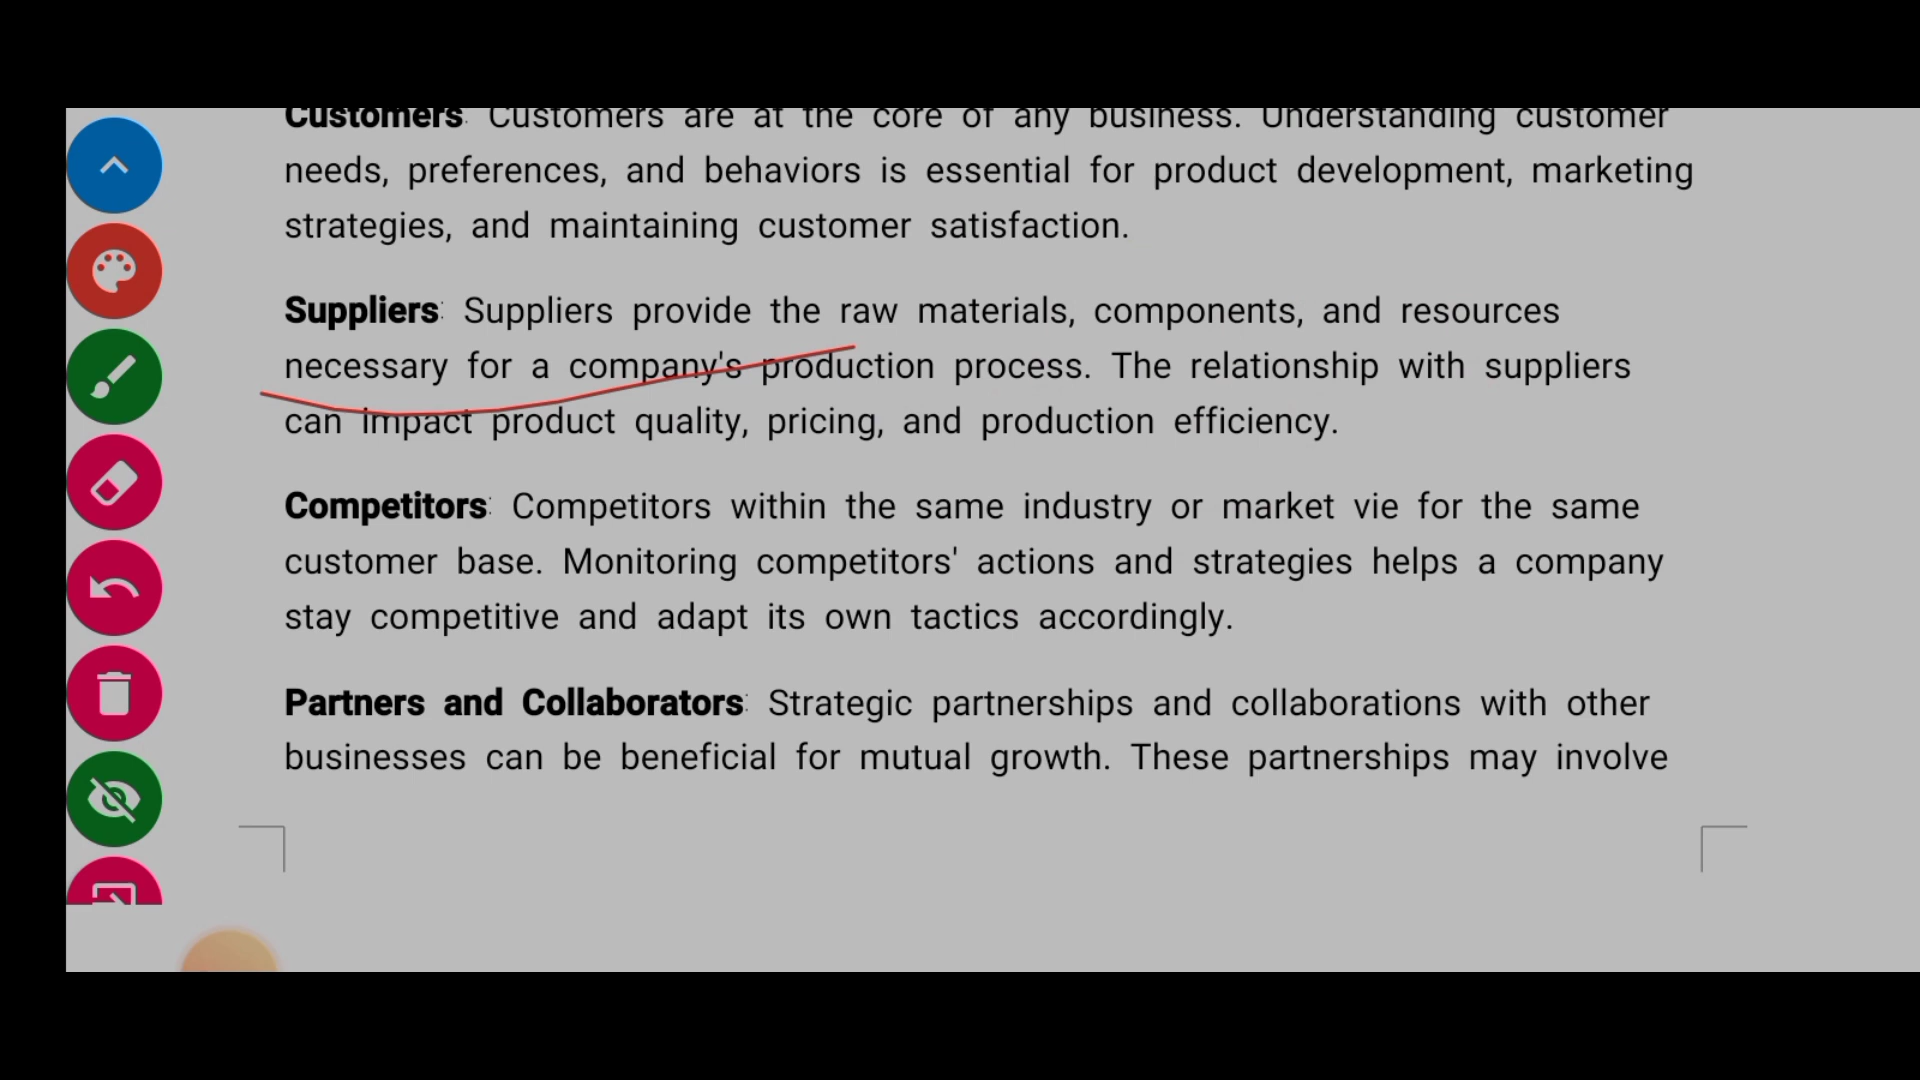 Customers: Customers are at the core of any business. Understanding customer
needs, preferences, and behaviors is essential for product development, marketing
strategies, and maintaining customer satisfaction.
Suppliers: Suppliers provide the raw materials, components, and resources
necessary for a company's production process. The relationship with suppliers
can impact product quality, pricing, and production efficiency.
Competitors: Competitors within the same industry or market vie for the same
customer base. Monitoring competitors' actions and strategies helps a company
stay competitive and adapt its own tactics accordingly.
Partners and Collaborators: Strategic partnerships and collaborations with other
businesses can be beneficial for mutual growth. These partnerships may involve